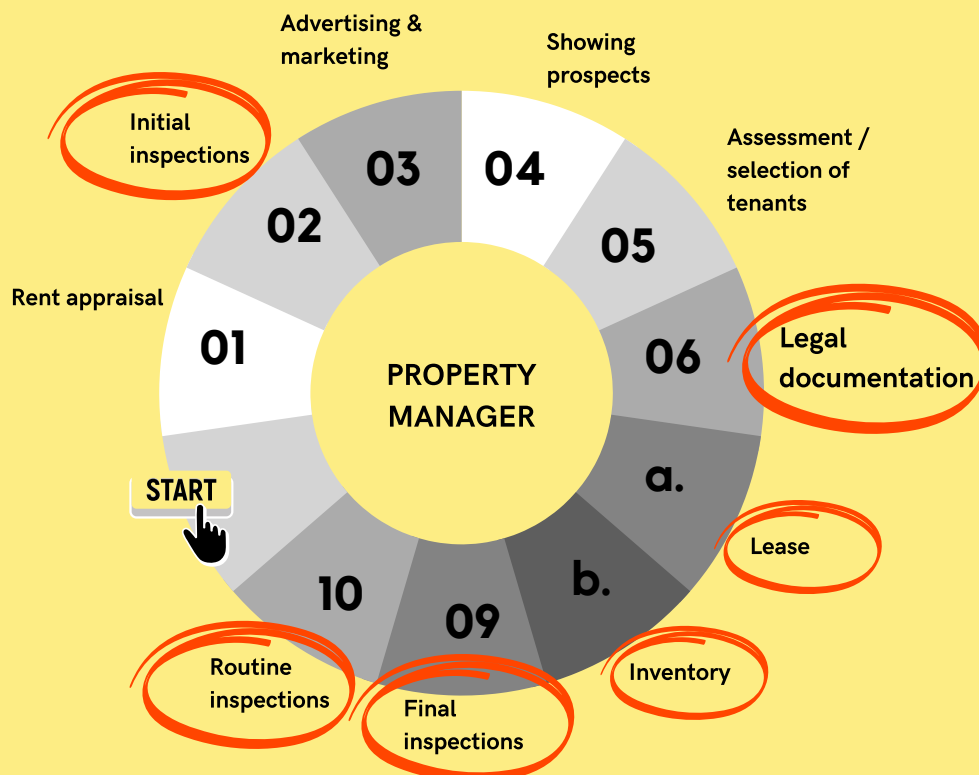 Advertising &
marketing
Showing
prospects
Initial
inspections
Assessment /
selection of
tenants
03
04
02
05
Rent appraisal
01
06
Legal
documentation
PROPERTY
MANAGER
a.
START
Lease
b.
10
09
Routine
inspections
Inventory
Final
inspections